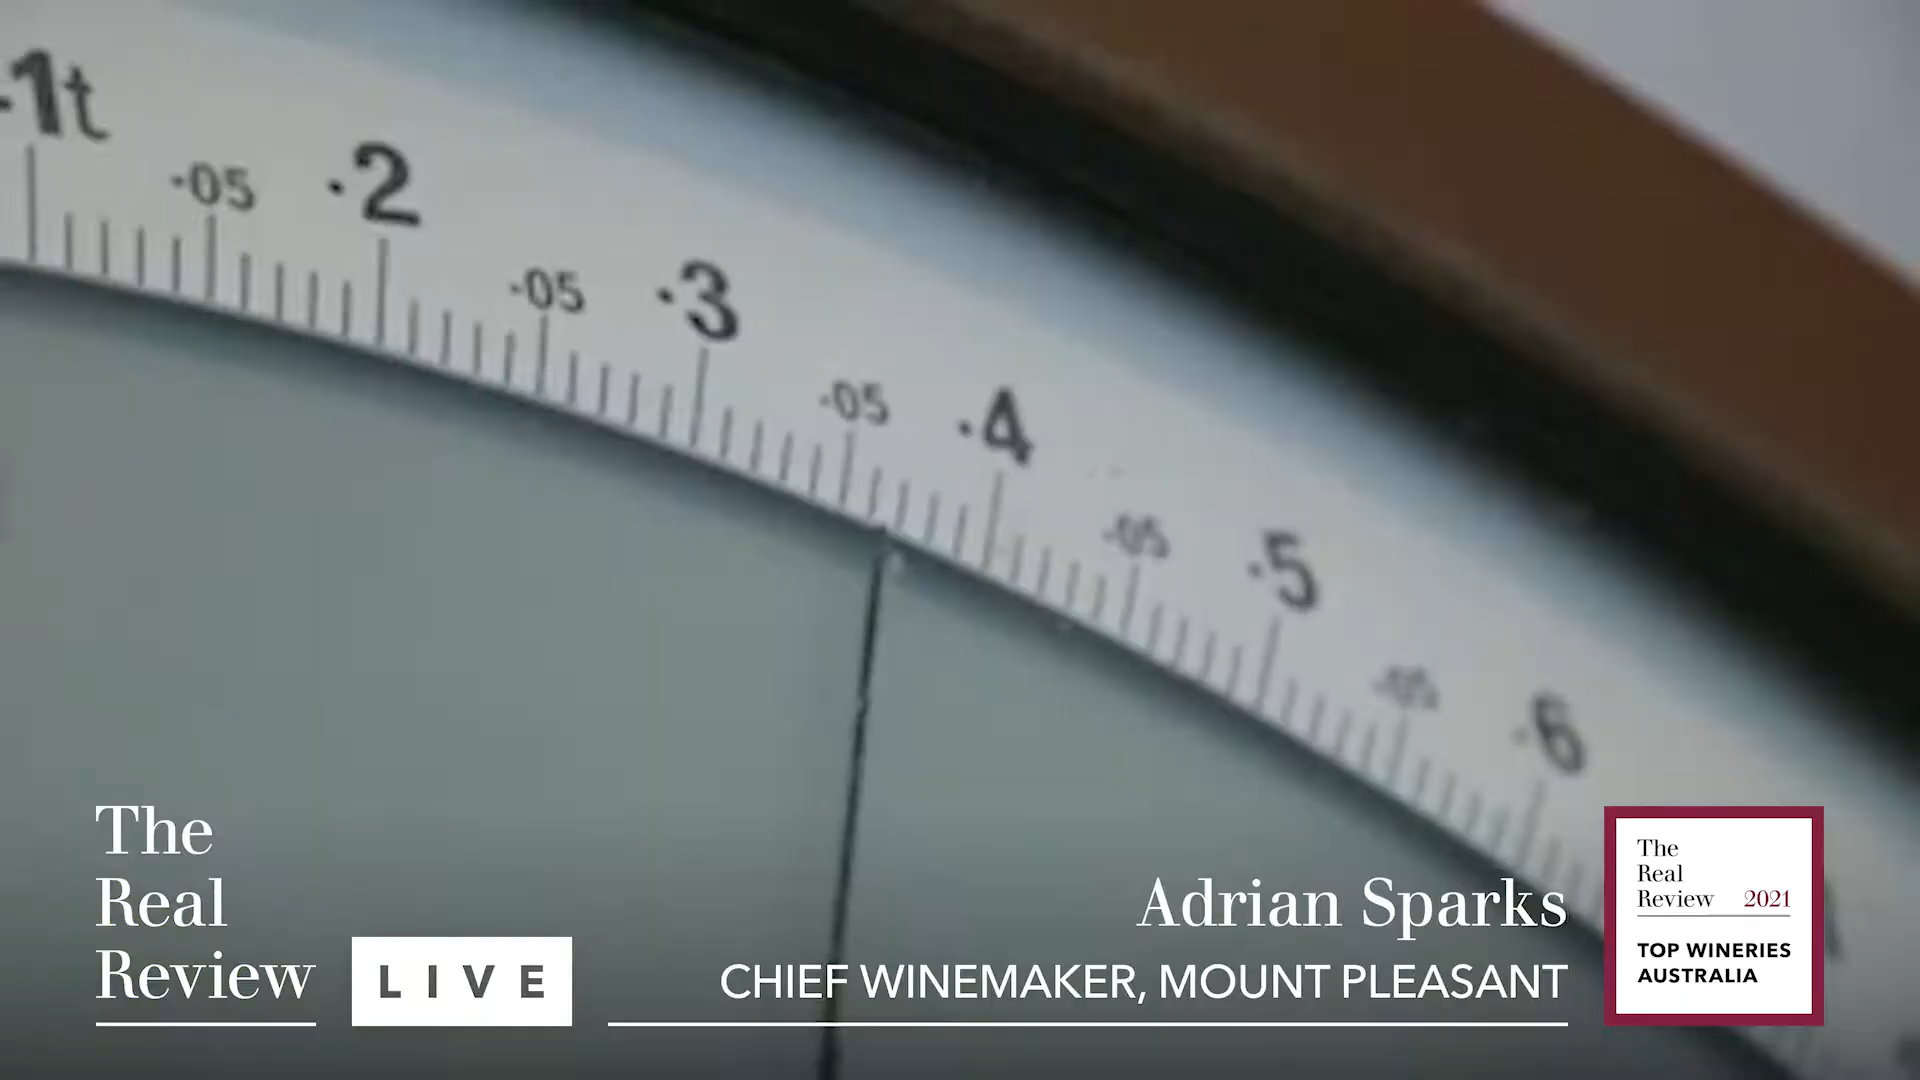 ·1t
·05
·2
·05
·3
·05
·4
·05
·5
·05
·6
The
Real
Review
LIVE
Adrian Sparks
CHIEF WINEMAKER, MOUNT PLEASANT
The
Real
Review 2021
TOP WINERIES
AUSTRALIA